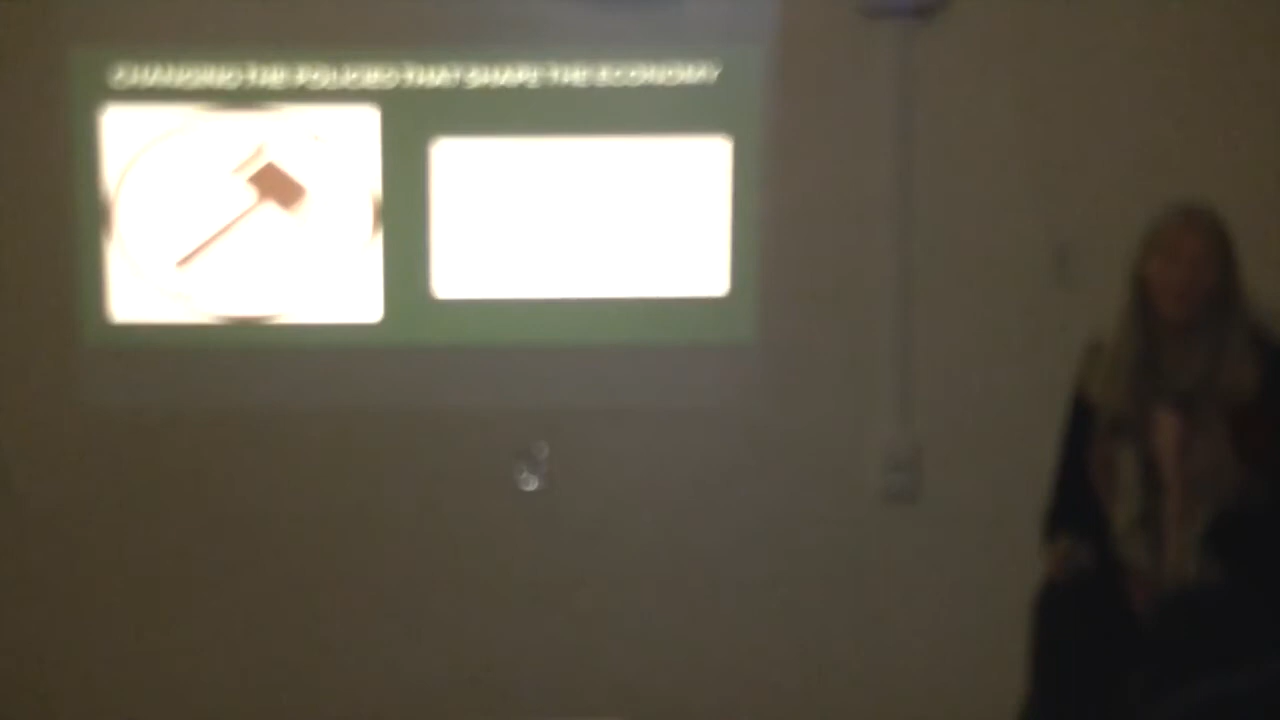 CHANGING THE POLICIES THAT SHAPE THE ECONOMY